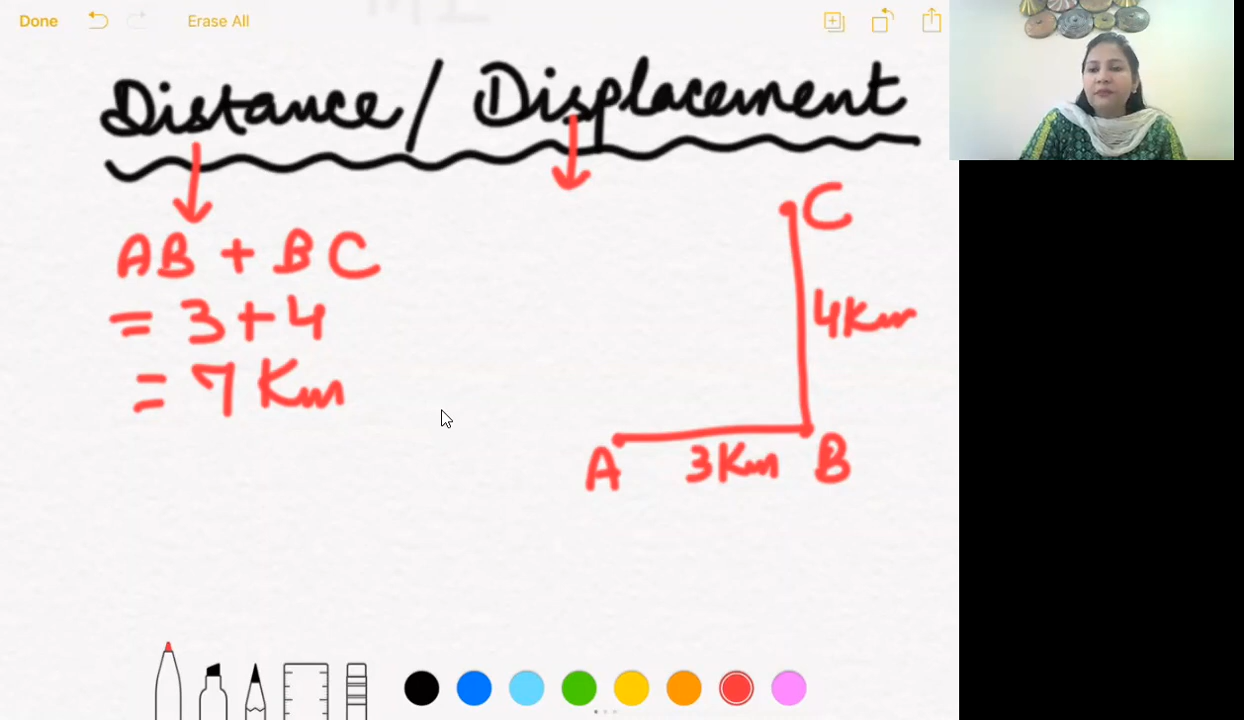 Done
Erase All
Distance / Displacement
AB + BC
= 3+4
= 7 Km
C
4Km
A
3Km
B